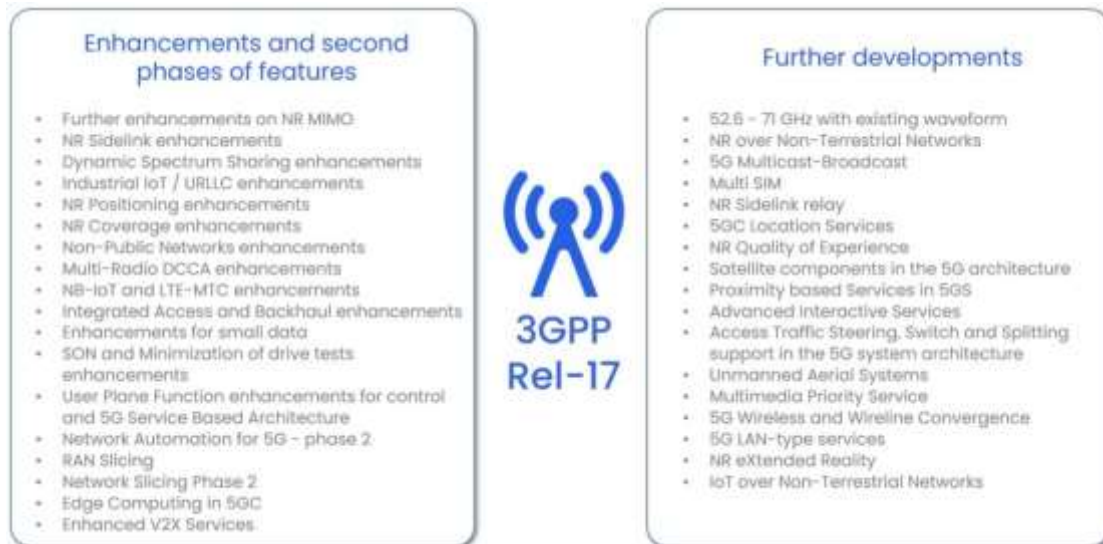 Enhancements and second
phases of features
• Further enhancements on NR MIMO
• NR Sidelink enhancements
• Dynamic Spectrum Sharing enhancements
• Industrial IoT / URLLC enhancements
• NR Positioning enhancements
• NR Coverage enhancements
• Non-Public Networks enhancements
• Multi-Radio DCCA enhancements
• NB-IoT and LTE-MTC enhancements
• Integrated Access and Backhaul enhancements
• Enhancements for small data
• SON and Minimization of drive tests
enhancements
• User Plane Function enhancements for control
and 5G Service Based Architecture
• Network Automation for 5G - phase 2
• RAN Slicing
• Network Slicing Phase 2
• Edge Computing in 5GC
• Enhanced V2X Services
3GPP
Rel-17
Further developments
• 52.6 - 71 GHz with existing waveform
• NR over Non-Terrestrial Networks
• 5G Multicast-Broadcast
• Multi SIM
• NR Sidelink relay
• 5GC Location Services
• NR Quality of Experience
• Satellite components in the 5G architecture
• Proximity based Services in 5GS
• Advanced Interactive Services
• Access Traffic Steering, Switch and Splitting
support in the 5G system architecture
• Unmanned Aerial Systems
• Multimedia Priority Service
• 5G Wireless and Wireline Convergence
• 5G LAN-type services
• NR eXtended Reality
• IoT over Non-Terrestrial Networks